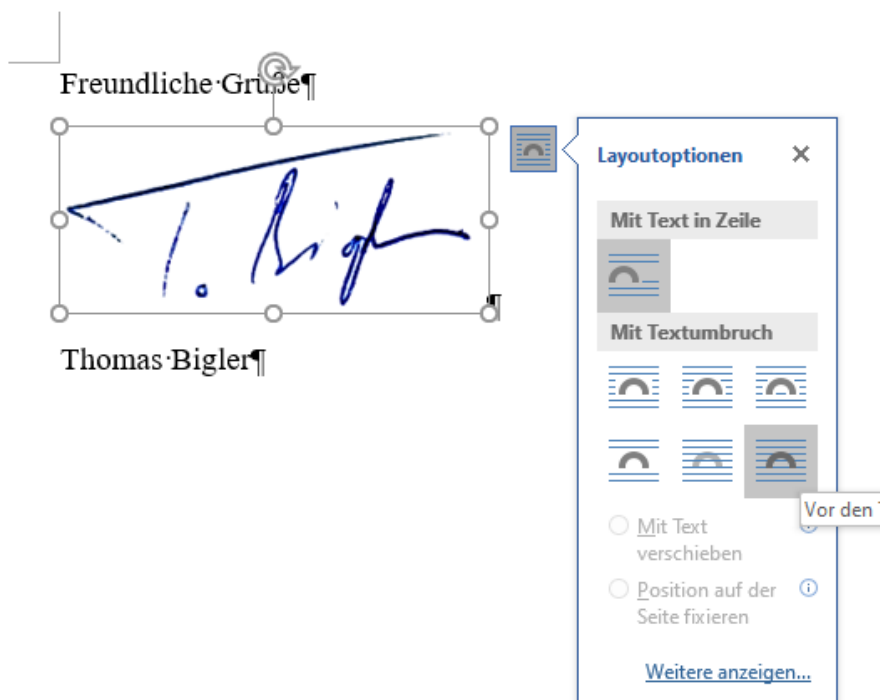 Freundliche·Grüße¶
T. Bigler
¶
Thomas·Bigler¶
Layoutoptionen
Mit Text in Zeile
Mit Textumbruch
Vor den
Mit Text
verschieben
Position auf der
Seite fixieren
Weitere anzeigen...